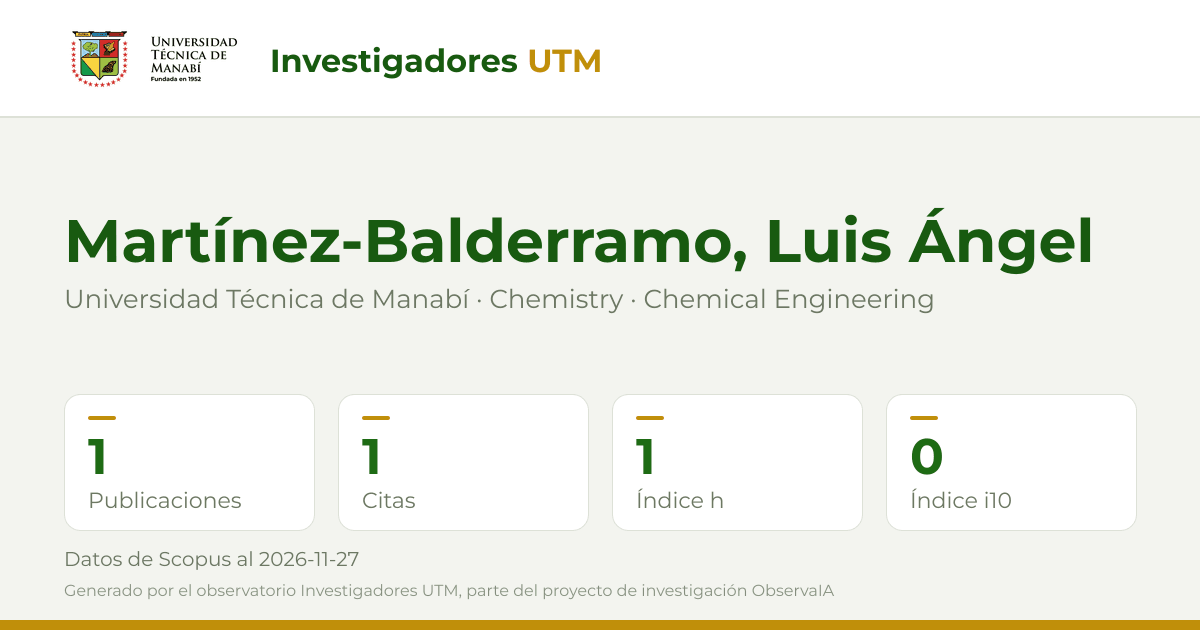 UNIVERSIDAD
TÉCNICA DE
MANABÍ
Fundada en 1952
Investigadores UTM
Martínez-Balderramo, Luis Ángel
Universidad Técnica de Manabí · Chemistry · Chemical Engineering
1
Publicaciones
1
Citas
1
Índice h
0
Índice i10
Datos de Scopus al 2026-11-27
Generado por el observatorio Investigadores UTM, parte del proyecto de investigación ObservaIA